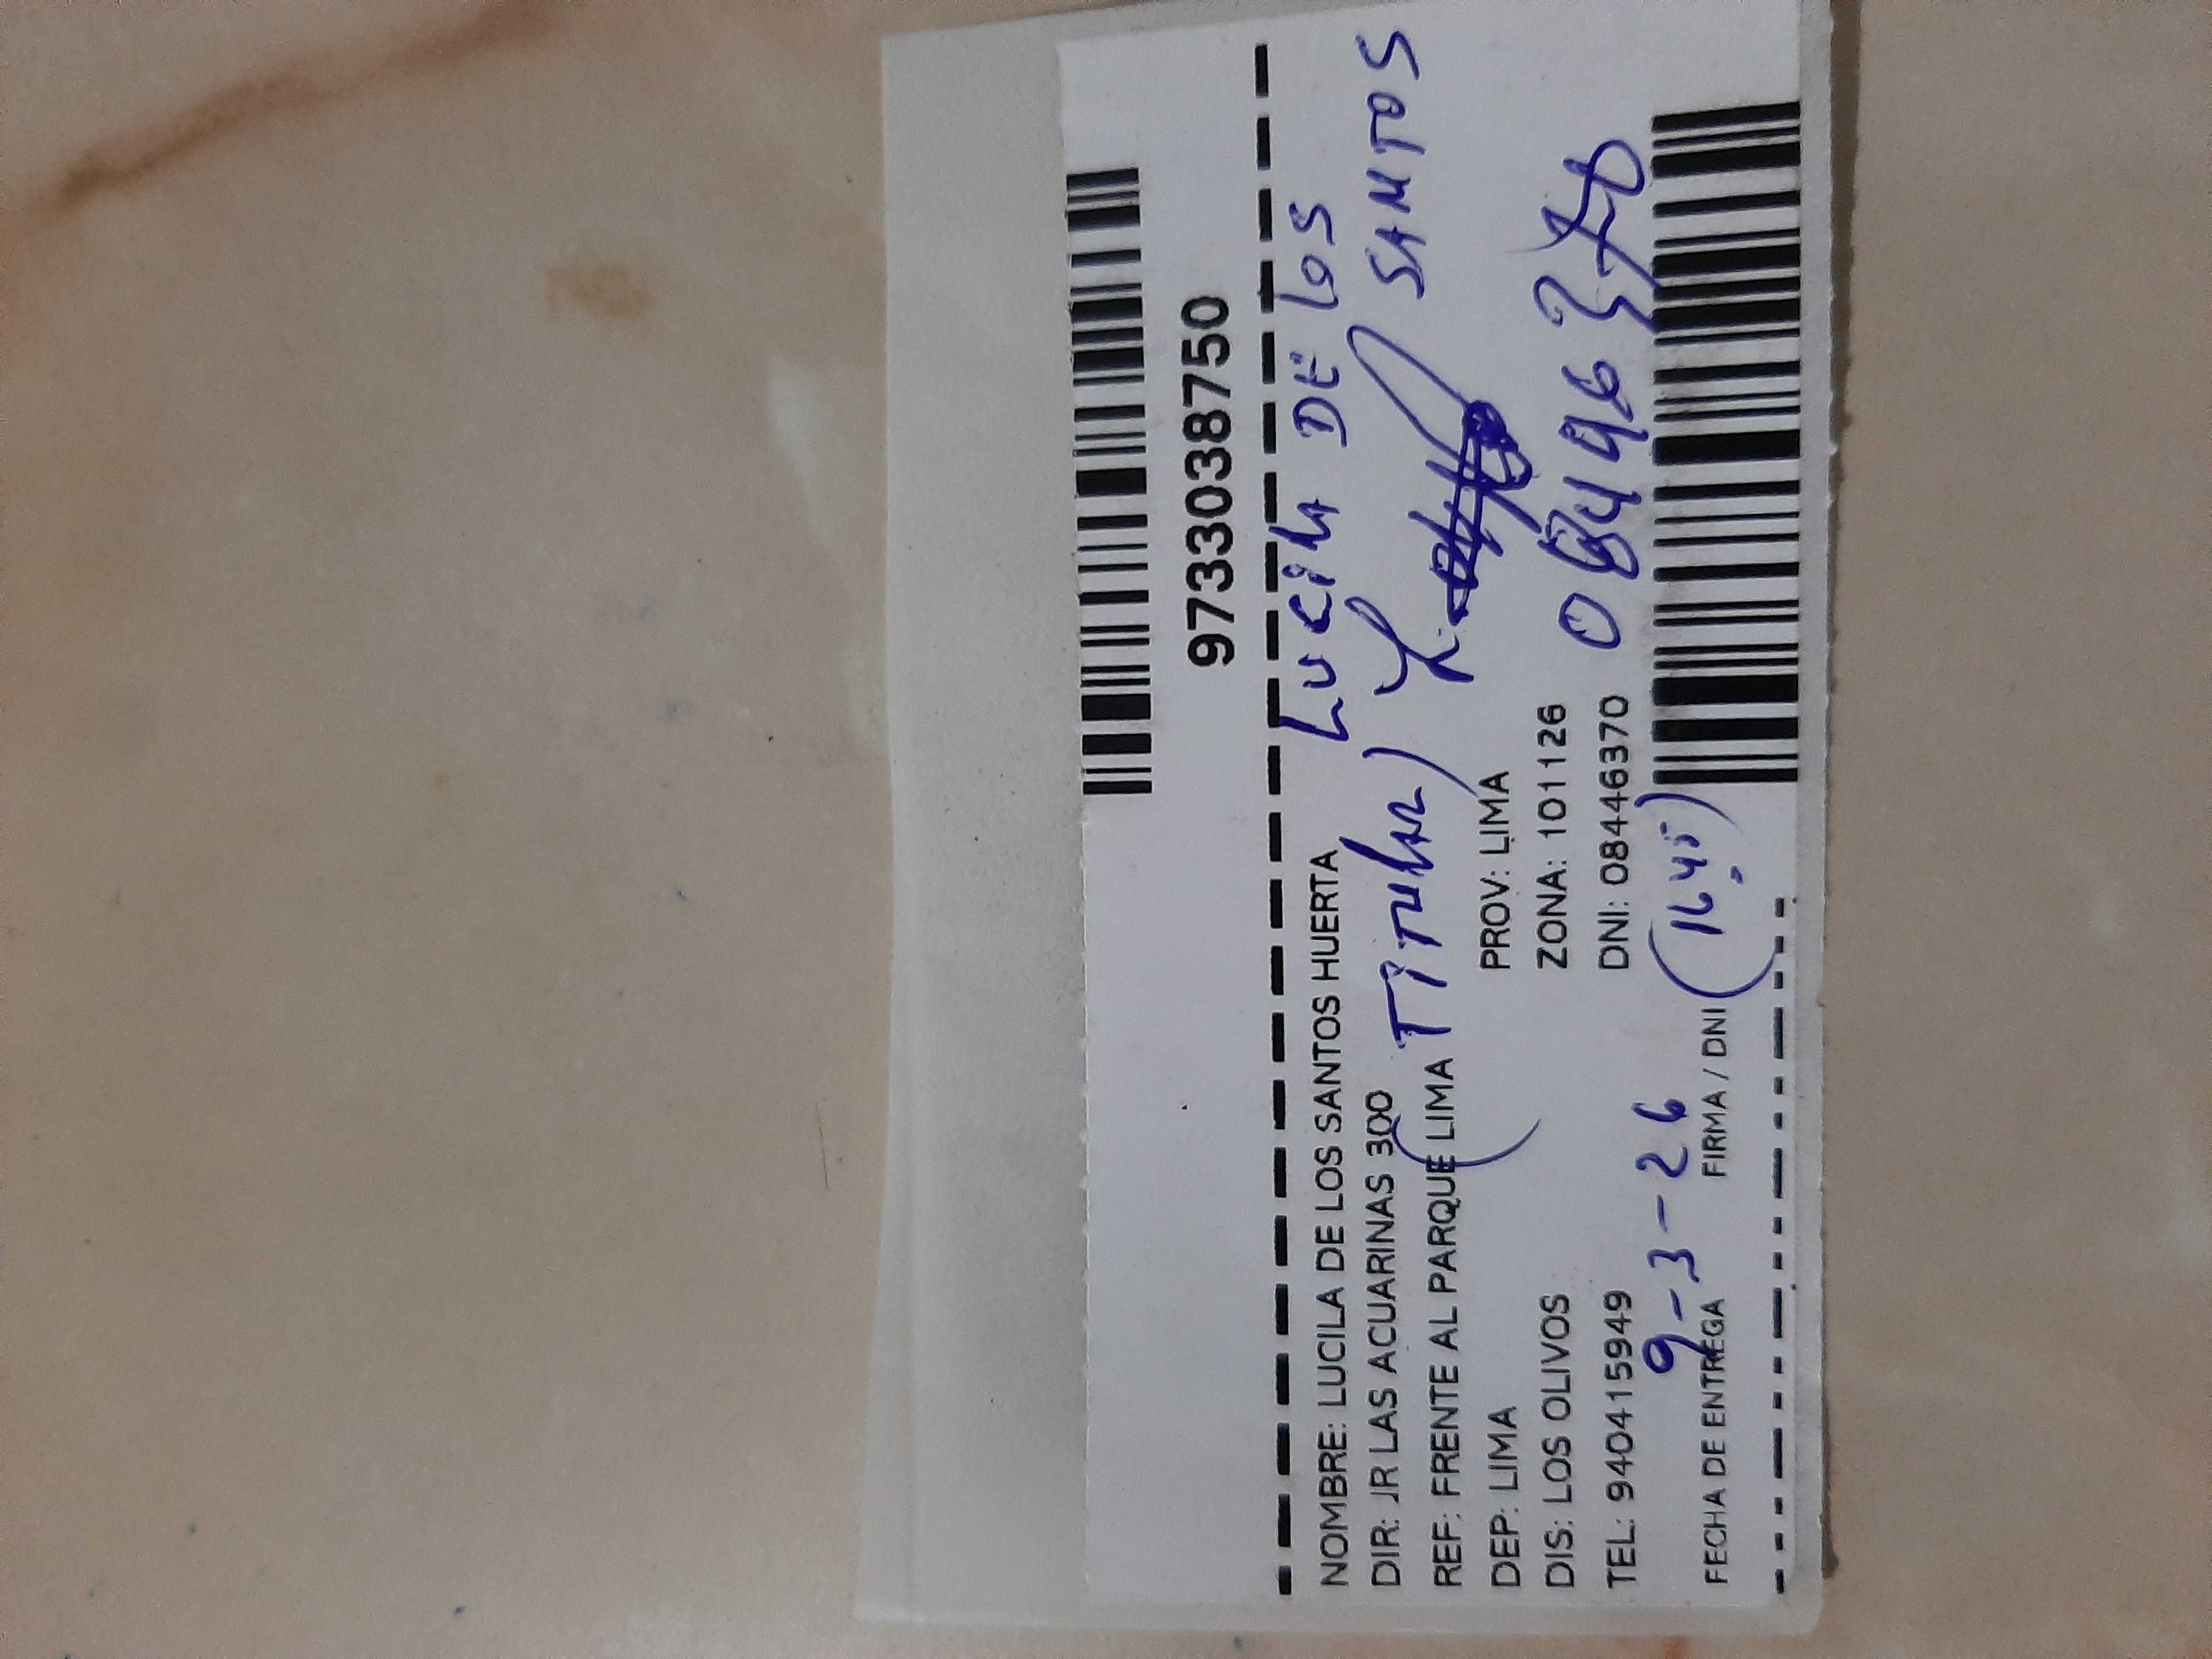 9733038750
LUCILA DE LOS
NOMBRE: LUCILA DE LOS SANTOS HUERTA
SANTOS
DIR: JR LAS ACUARINAS 300
(TITULAR)
REF: FRENTE AL PARQUE LIMA
DEP: LIMA PROV: LIMA
DIS: LOS OLIVOS ZONA: 101126
TEL: 940415949 DNI: 08446370
9-3-26 (16:45)
FECHA DE ENTREGA FIRMA / DNI